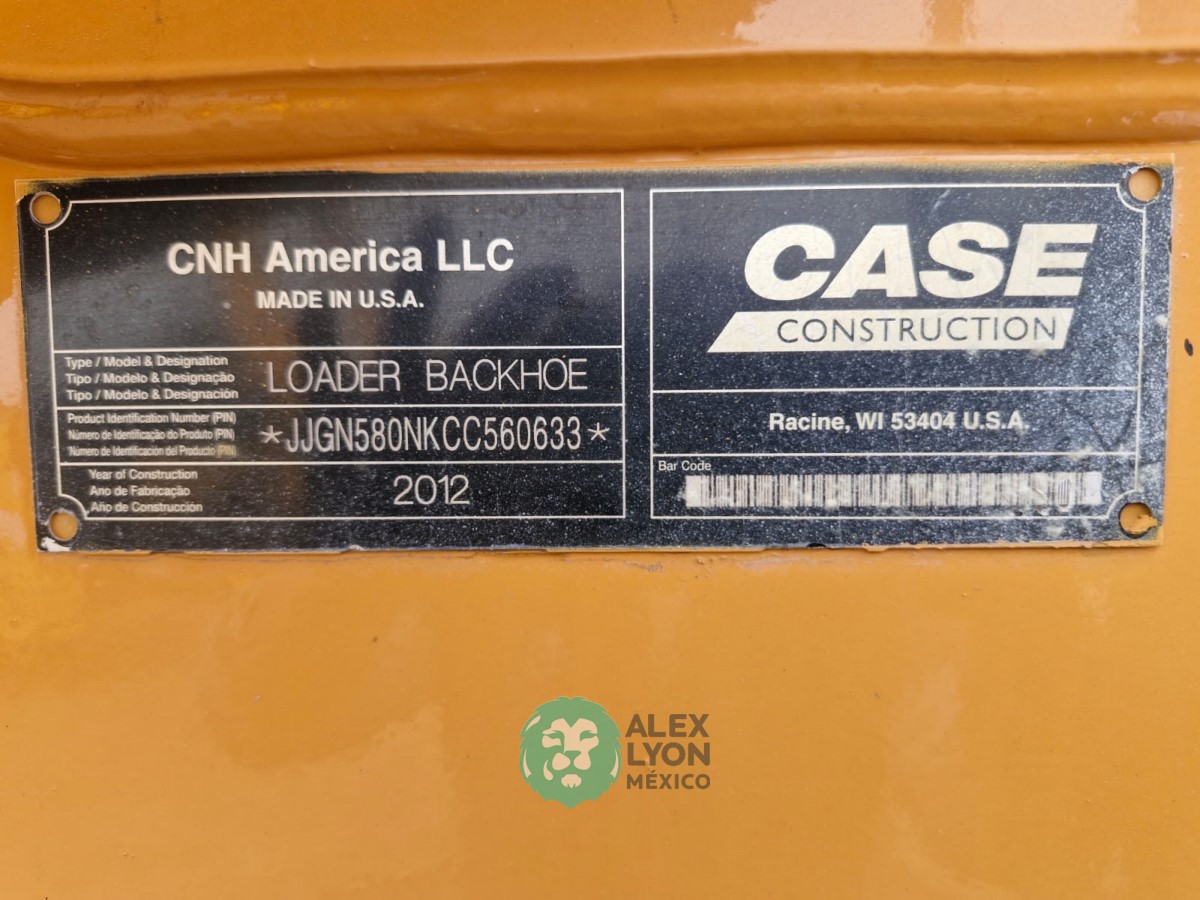 CNH America LLC
MADE IN U.S.A.
Type / Model & Designation
Tipo / Modelo & Designação
Tipo / Modelo & Designación
LOADER BACKHOE
Product Identification Number (PIN)
Número de Identificação do Produto (PIN)
Número de Identificación del Producto (PIN)
*JJGN580NKCC560633*
Year of Construction
Ano de Fabricação
Año de Construcción
2012
CASE
CONSTRUCTION
Racine, WI 53404 U.S.A.
Bar Code
ALEX
LYON
MÉXICO